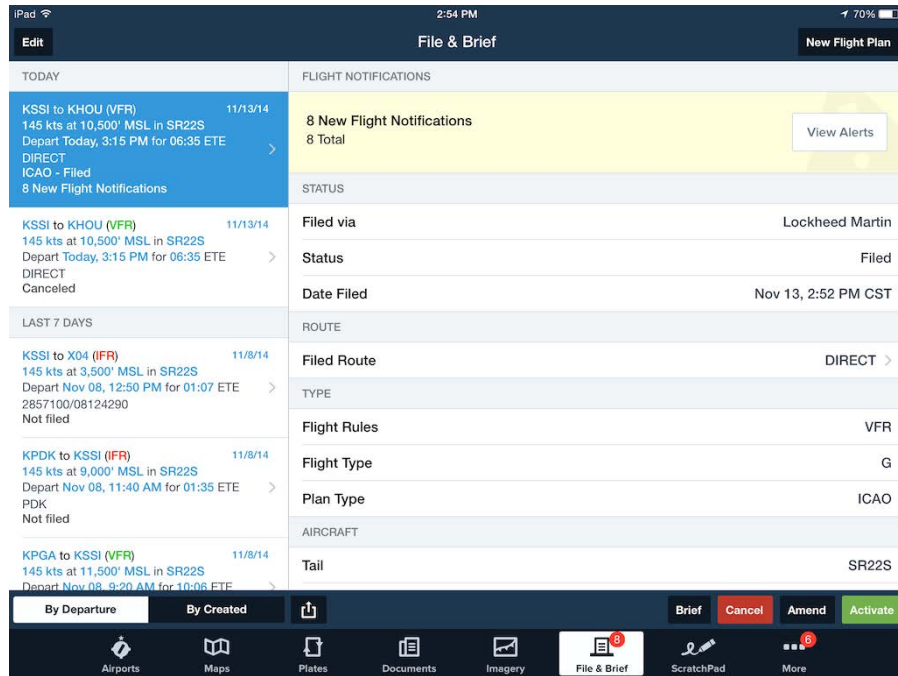 iPad
2:54 PM
70%
Edit
File & Brief
New Flight Plan
TODAY
KSSI to KHOU (VFR) 11/13/14
145 kts at 10,500' MSL in SR22S
Depart Today, 3:15 PM for 06:35 ETE
DIRECT
ICAO - Filed
8 New Flight Notifications
KSSI to KHOU (VFR) 11/13/14
145 kts at 10,500' MSL in SR22S
Depart Today, 3:15 PM for 06:35 ETE
DIRECT
Canceled
LAST 7 DAYS
KSSI to X04 (IFR) 11/8/14
145 kts at 3,500' MSL in SR22S
Depart Nov 08, 12:50 PM for 01:07 ETE
2857100/08124290
Not filed
KPDK to KSSI (IFR) 11/8/14
145 kts at 9,000' MSL in SR22S
Depart Nov 08, 11:40 AM for 01:35 ETE
PDK
Not filed
KPGA to KSSI (VFR) 11/8/14
145 kts at 11,500' MSL in SR22S
Depart Nov 08, 9:20 AM for 10:06 ETE
FLIGHT NOTIFICATIONS
8 New Flight Notifications
8 Total
View Alerts
STATUS
Filed via Lockheed Martin
Status Filed
Date Filed Nov 13, 2:52 PM CST
ROUTE
Filed Route DIRECT
TYPE
Flight Rules VFR
Flight Type G
Plan Type ICAO
AIRCRAFT
Tail SR22S
By Departure
By Created
Brief
Cancel
Amend
Activate
Airports
Maps
Plates
Documents
Imagery
8
File & Brief
ScratchPad
6
More